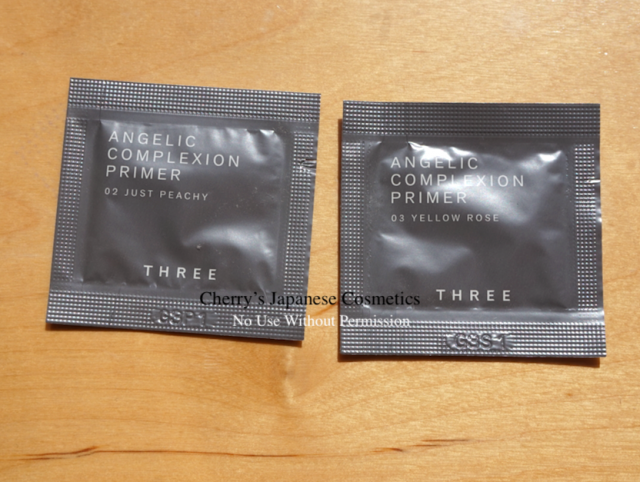 ANGELIC
COMPLEXION
PRIMER
02 JUST PEACHY
THREE
ANGELIC
COMPLEXION
PRIMER
03 YELLOW ROSE
THREE
Cherry's Japanese Cosmetics
No Use Without Permission